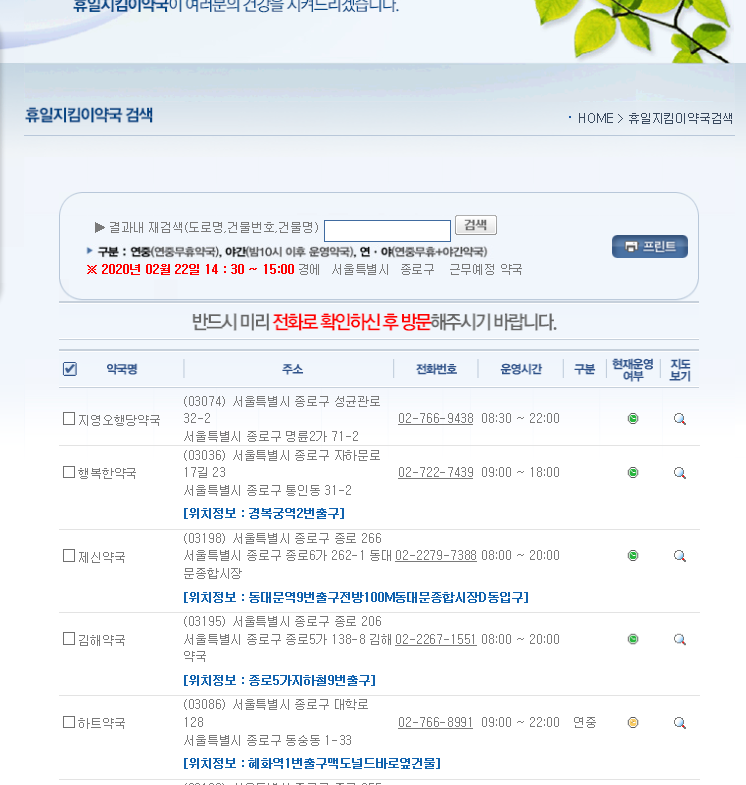 휴일지킴이약국이 여러분의 건강을 지켜드리겠습니다.
휴일지킴이약국 검색
· HOME > 휴일지킴이약국검색
▶ 결과내 재검색(도로명,건물번호,건물명)
검색
구분 : 연중(연중무휴약국), 야간(밤10시 이후 운영약국), 연 · 야(연중무휴+야간약국)
프린트
※ 2020년 02월 22일 14 : 30 ~ 15:00 경에 서울특별시 종로구 근무예정 약국
반드시 미리 전화로 확인하신 후 방문해주시기 바랍니다.
약국명 주소 전화번호 운영시간 구분 현재운영여부 지도보기
(03074) 서울특별시 종로구 성균관로
32-2
지영오행당약국 02-766-9438 08:30 ~ 22:00
서울특별시 종로구 명륜2가 71-2
(03036) 서울특별시 종로구 자하문로
행복한약국 17길 23 02-722-7439 09:00 ~ 18:00
서울특별시 종로구 통인동 31-2
[위치정보 : 경복궁역2번출구]
(03198) 서울특별시 종로구 종로 266
제신약국 서울특별시 종로구 종로6가 262-1 동대 02-2279-7388 08:00 ~ 20:00
문종합시장
[위치정보 : 동대문역9번출구전방100M동대문종합시장D동입구]
(03195) 서울특별시 종로구 종로 206
김해약국 서울특별시 종로구 종로5가 138-8 김해 02-2267-1551 08:00 ~ 20:00
약국
[위치정보 : 종로5가지하철9번출구]
(03086) 서울특별시 종로구 대학로
하트약국 128 02-766-8991 09:00 ~ 22:00 연중
서울특별시 종로구 동숭동 1-33
[위치정보 : 혜화역1번출구맥도널드바로옆건물]